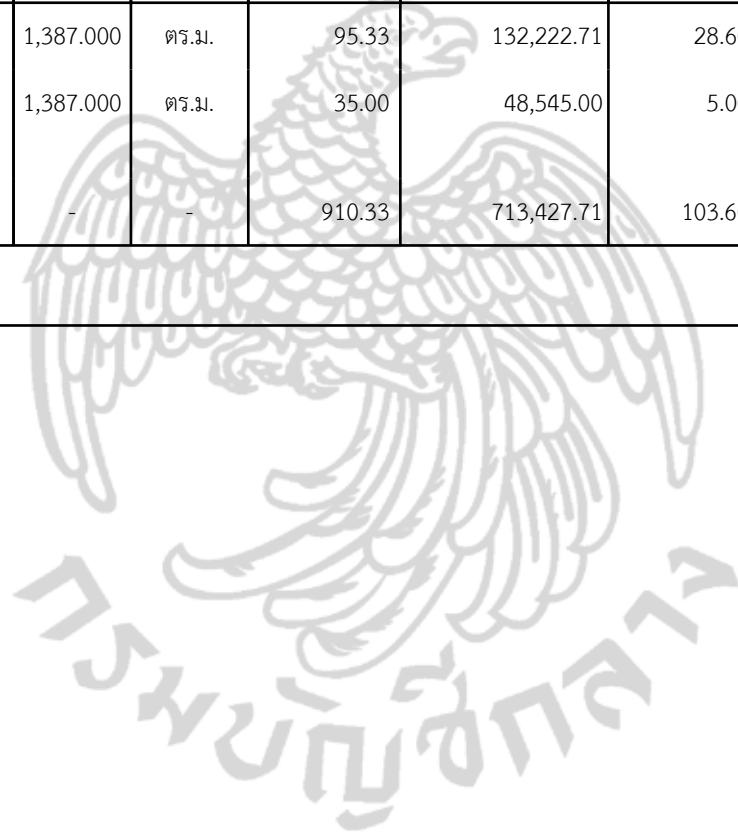 1,387.000 ตร.ม. 95.33 132,222.71 28.6
1,387.000 ตร.ม. 35.00 48,545.00 5.0
- - 910.33 713,427.71 103.6
กรมบัญชีกลาง